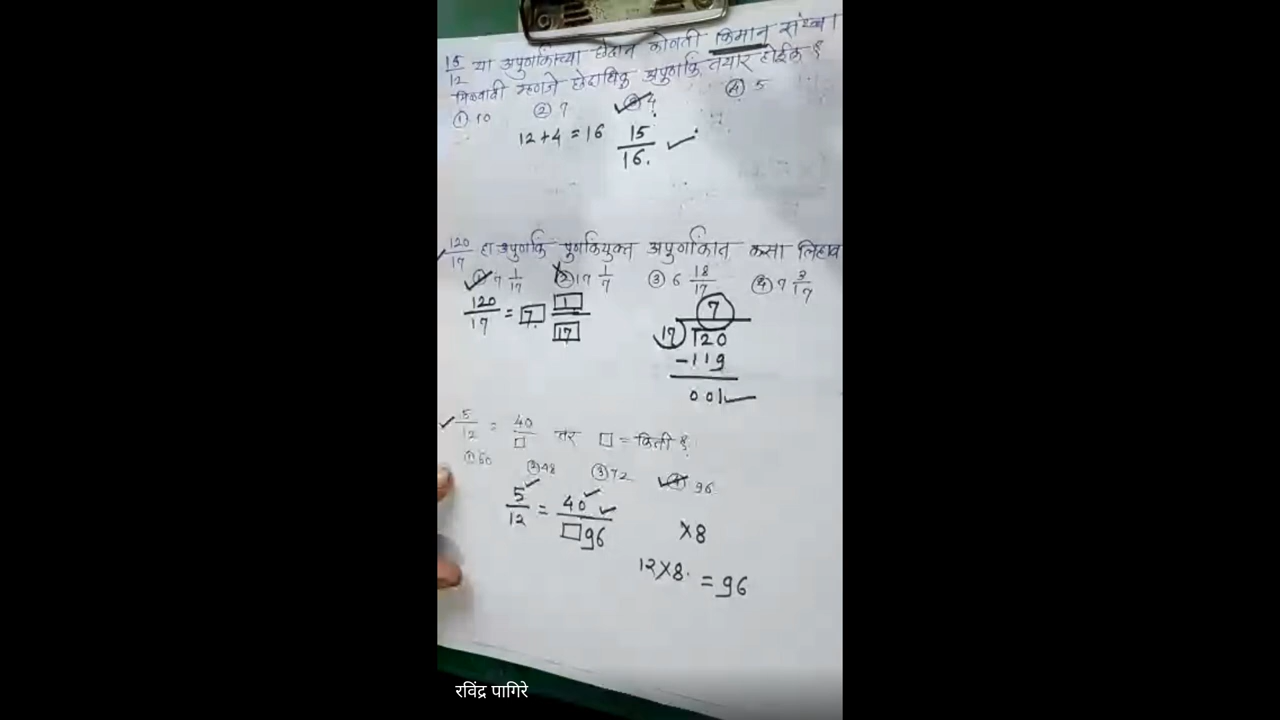 15/12 या अपुर्णांकाच्या छेदात कोणती किमान संख्या
मिळवावी म्हणजे छेदाधिक अपुर्णांक तयार होईल ?
① 10 ② 7 ③ 4 ④ 5
12+4 = 16 15/16.
120/17 हा अपुर्णांक पुर्णांकयुक्त अपुर्णांकात कसा लिहाव
① 7 1/17 ② 17 1/7 ③ 6 18/17 ④ 7 3/17
120/17 = 7 1/17
7
17 120
-119
001
5/12 = 40/□ तर □ = किती ?
① 60 ② 48 ③ 72 ④ 96
5/12 = 40/□96 ×8
12×8. = 96
रविंद्र पागिरे